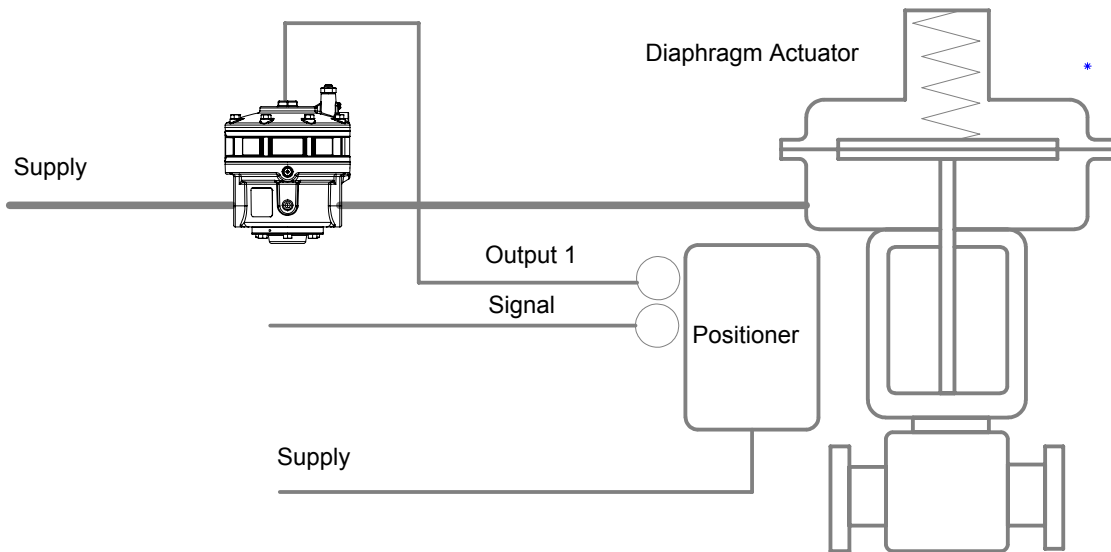 Diaphragm Actuator
Supply
Output 1
Signal
Positioner
Supply